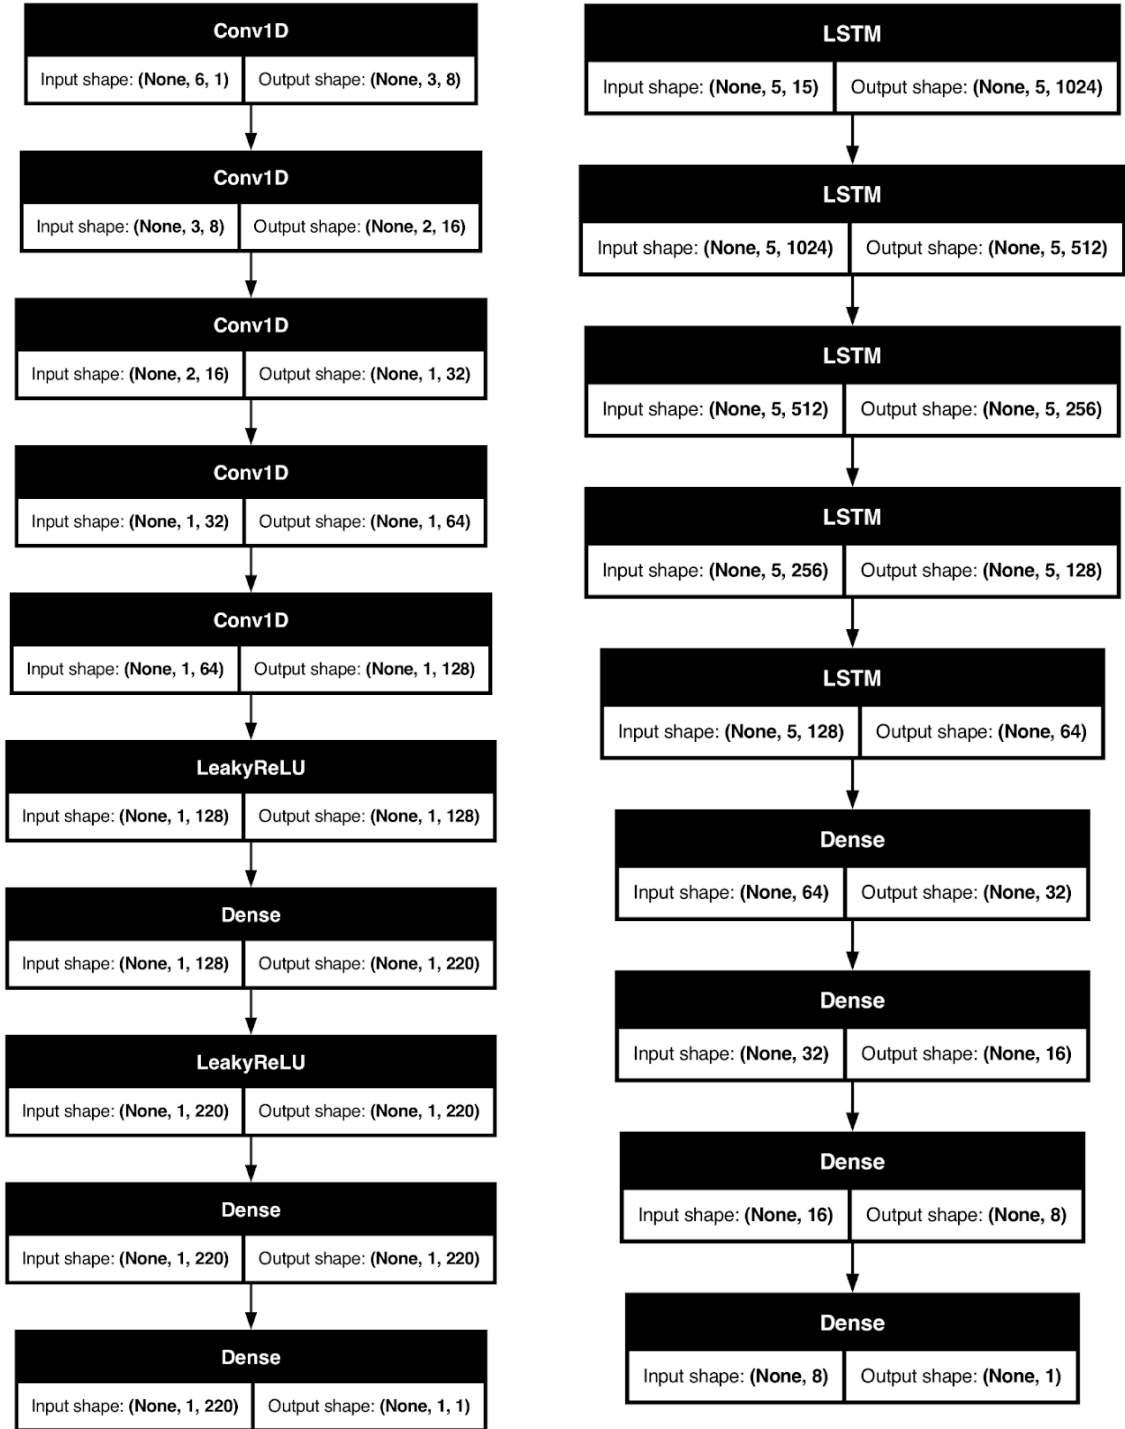 Conv1D
Input shape: (None, 6, 1) Output shape: (None, 3, 8)
Conv1D
Input shape: (None, 3, 8) Output shape: (None, 2, 16)
Conv1D
Input shape: (None, 2, 16) Output shape: (None, 1, 32)
Conv1D
Input shape: (None, 1, 32) Output shape: (None, 1, 64)
Conv1D
Input shape: (None, 1, 64) Output shape: (None, 1, 128)
LeakyReLU
Input shape: (None, 1, 128) Output shape: (None, 1, 128)
Dense
Input shape: (None, 1, 128) Output shape: (None, 1, 220)
LeakyReLU
Input shape: (None, 1, 220) Output shape: (None, 1, 220)
Dense
Input shape: (None, 1, 220) Output shape: (None, 1, 220)
Dense
Input shape: (None, 1, 220) Output shape: (None, 1, 1)
LSTM
Input shape: (None, 5, 15) Output shape: (None, 5, 1024)
LSTM
Input shape: (None, 5, 1024) Output shape: (None, 5, 512)
LSTM
Input shape: (None, 5, 512) Output shape: (None, 5, 256)
LSTM
Input shape: (None, 5, 256) Output shape: (None, 5, 128)
LSTM
Input shape: (None, 5, 128) Output shape: (None, 64)
Dense
Input shape: (None, 64) Output shape: (None, 32)
Dense
Input shape: (None, 32) Output shape: (None, 16)
Dense
Input shape: (None, 16) Output shape: (None, 8)
Dense
Input shape: (None, 8) Output shape: (None, 1)